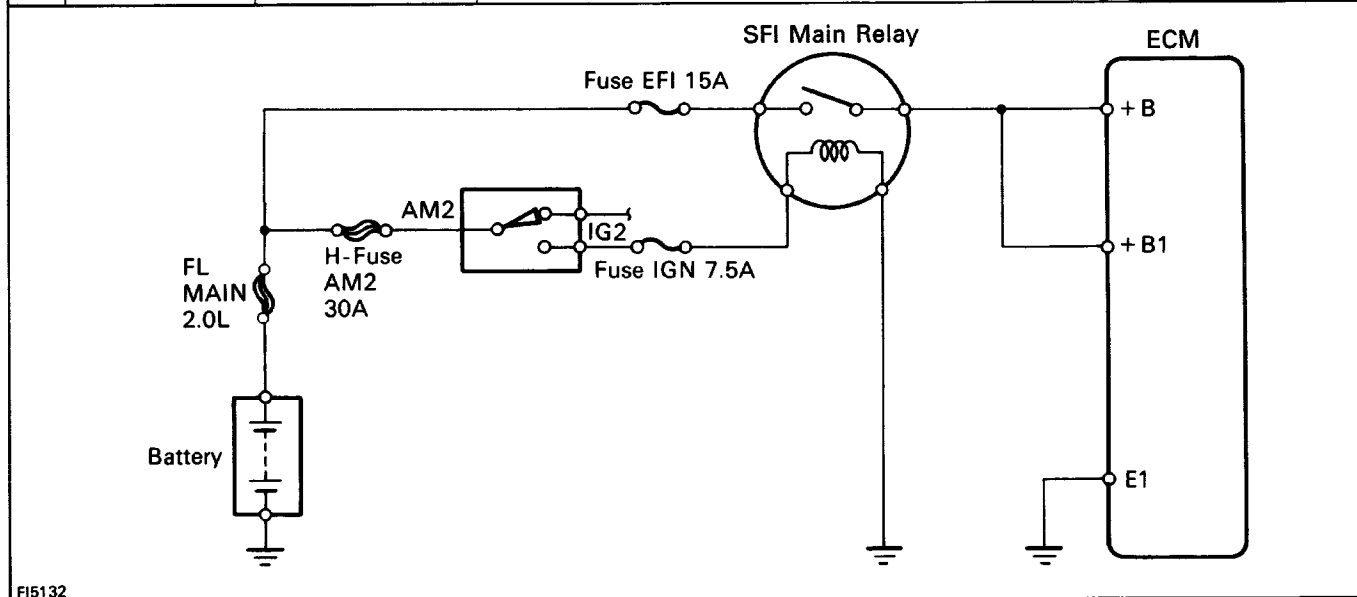 SFI Main Relay
ECM
Fuse EFI 15A
+B
AM2
IG2
+B1
H-Fuse
AM2
30A
Fuse IGN 7.5A
FL
MAIN
2.0L
Battery
E1
FI5132